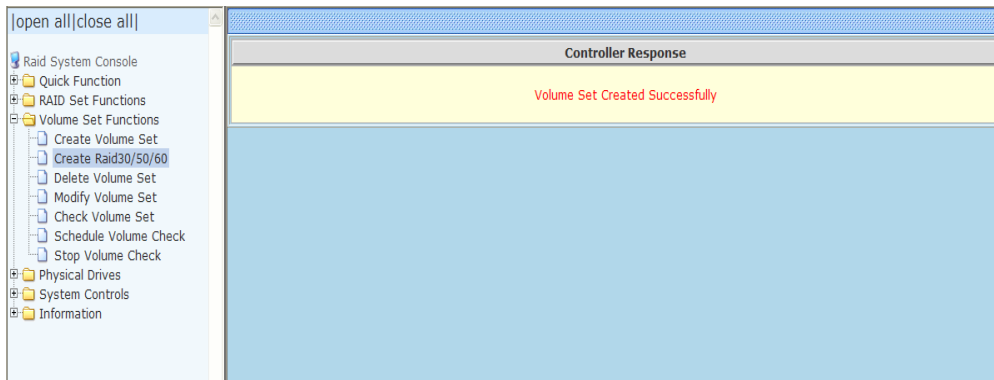 |open all|close all|
Raid System Console
Quick Function
RAID Set Functions
Volume Set Functions
Create Volume Set
Create Raid30/50/60
Delete Volume Set
Modify Volume Set
Check Volume Set
Schedule Volume Check
Stop Volume Check
Physical Drives
System Controls
Information
Controller Response
Volume Set Created Successfully